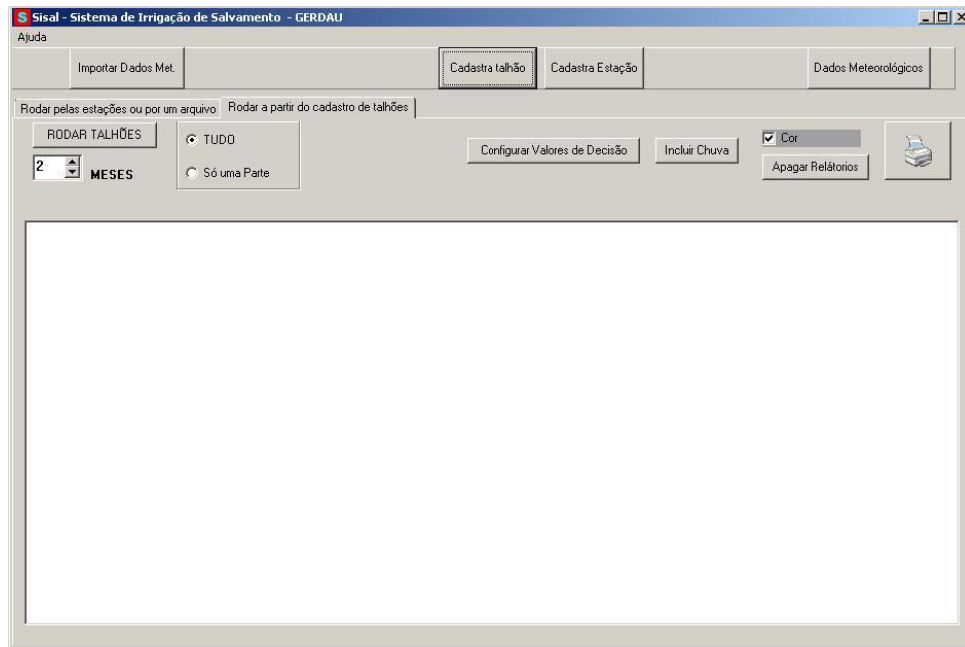 S Sisal - Sistema de Irrigação de Salvamento - GERDAU
Ajuda
Importar Dados Met. Cadastra talhão Cadastra Estação Dados Meteorológicos
Rodar pelas estações ou por um arquivo Rodar a partir do cadastro de talhões
RODAR TALHÕES TUDO Configurar Valores de Decisão Incluir Chuva Cor
2 MESES Só uma Parte Apagar Relátorios